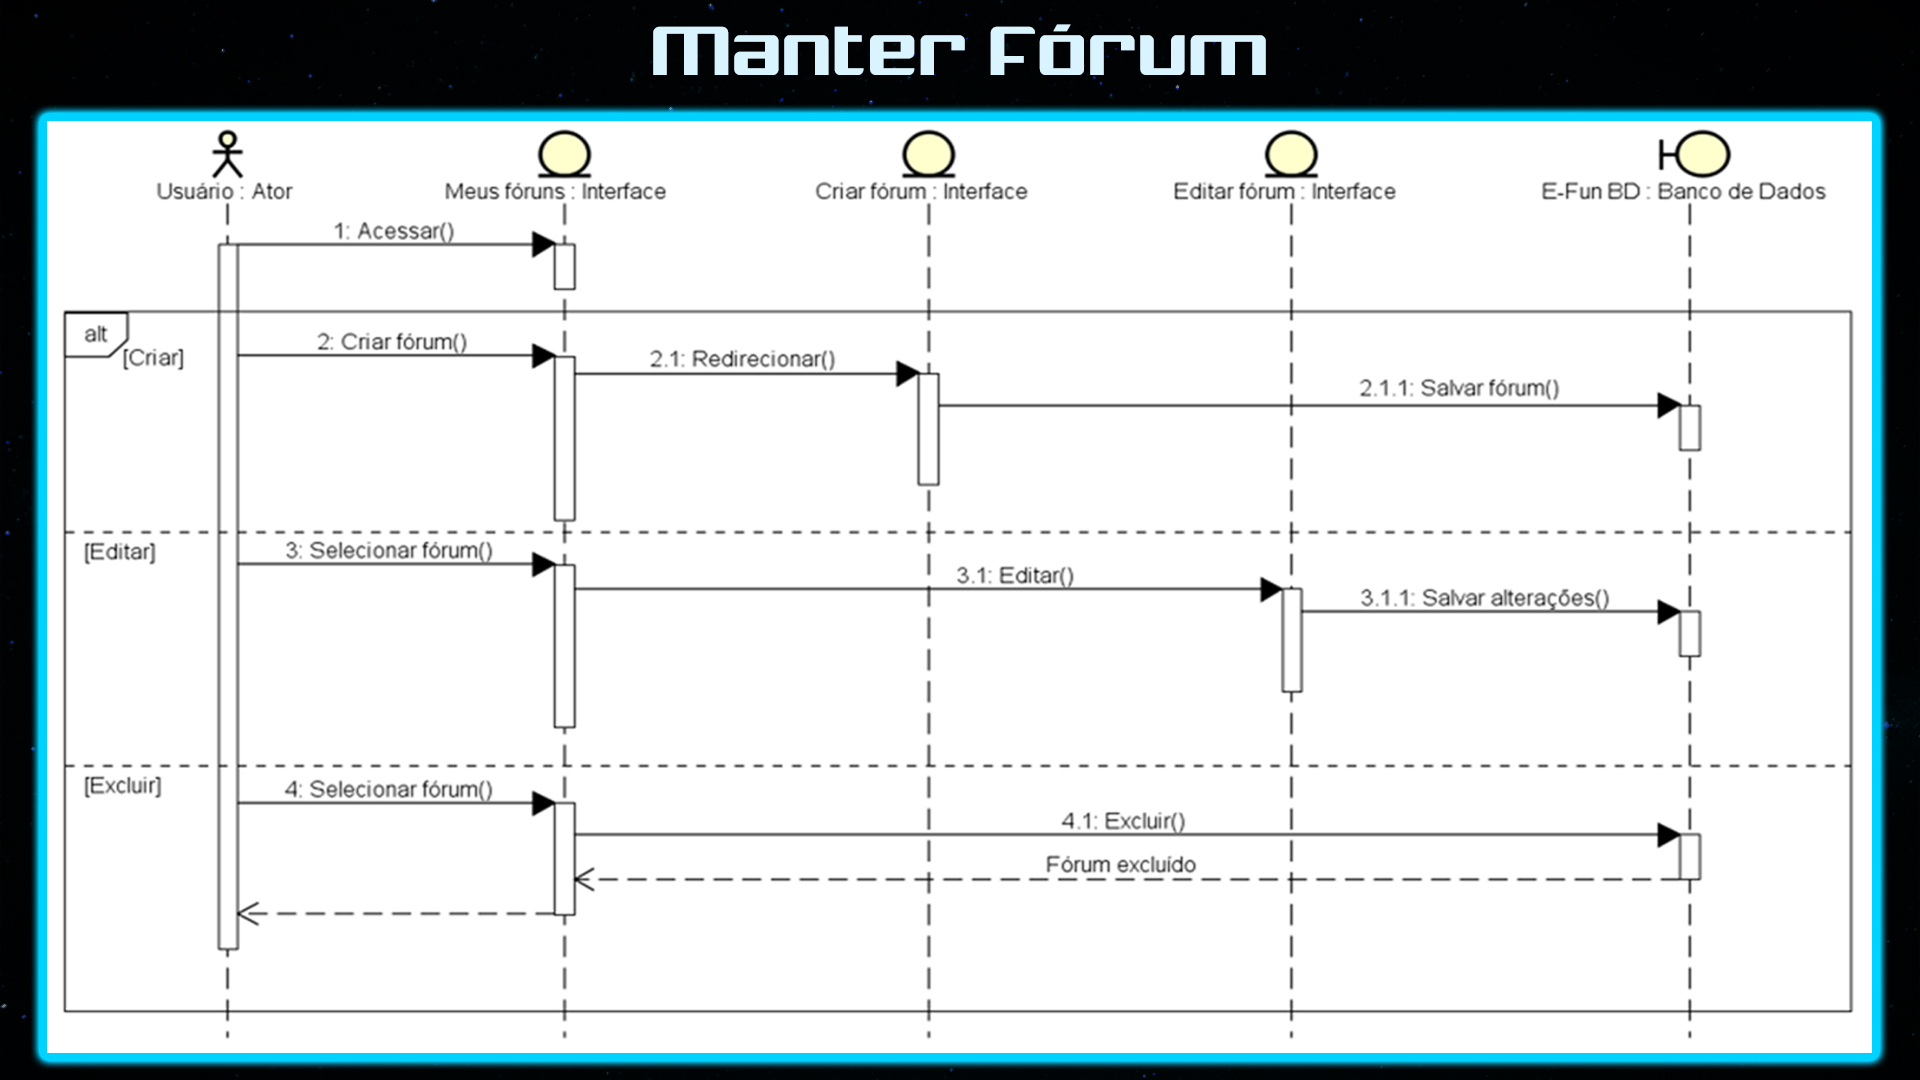 Manter Fórum
Usuário : Ator
Meus fóruns : Interface
Criar fórum : Interface
Editar fórum : Interface
E-Fun BD : Banco de Dados
1: Acessar()
alt
[Criar]
2: Criar fórum()
2.1: Redirecionar()
2.1.1: Salvar fórum()
[Editar]
3: Selecionar fórum()
3.1: Editar()
3.1.1: Salvar alterações()
[Excluir]
4: Selecionar fórum()
4.1: Excluir()
Fórum excluído